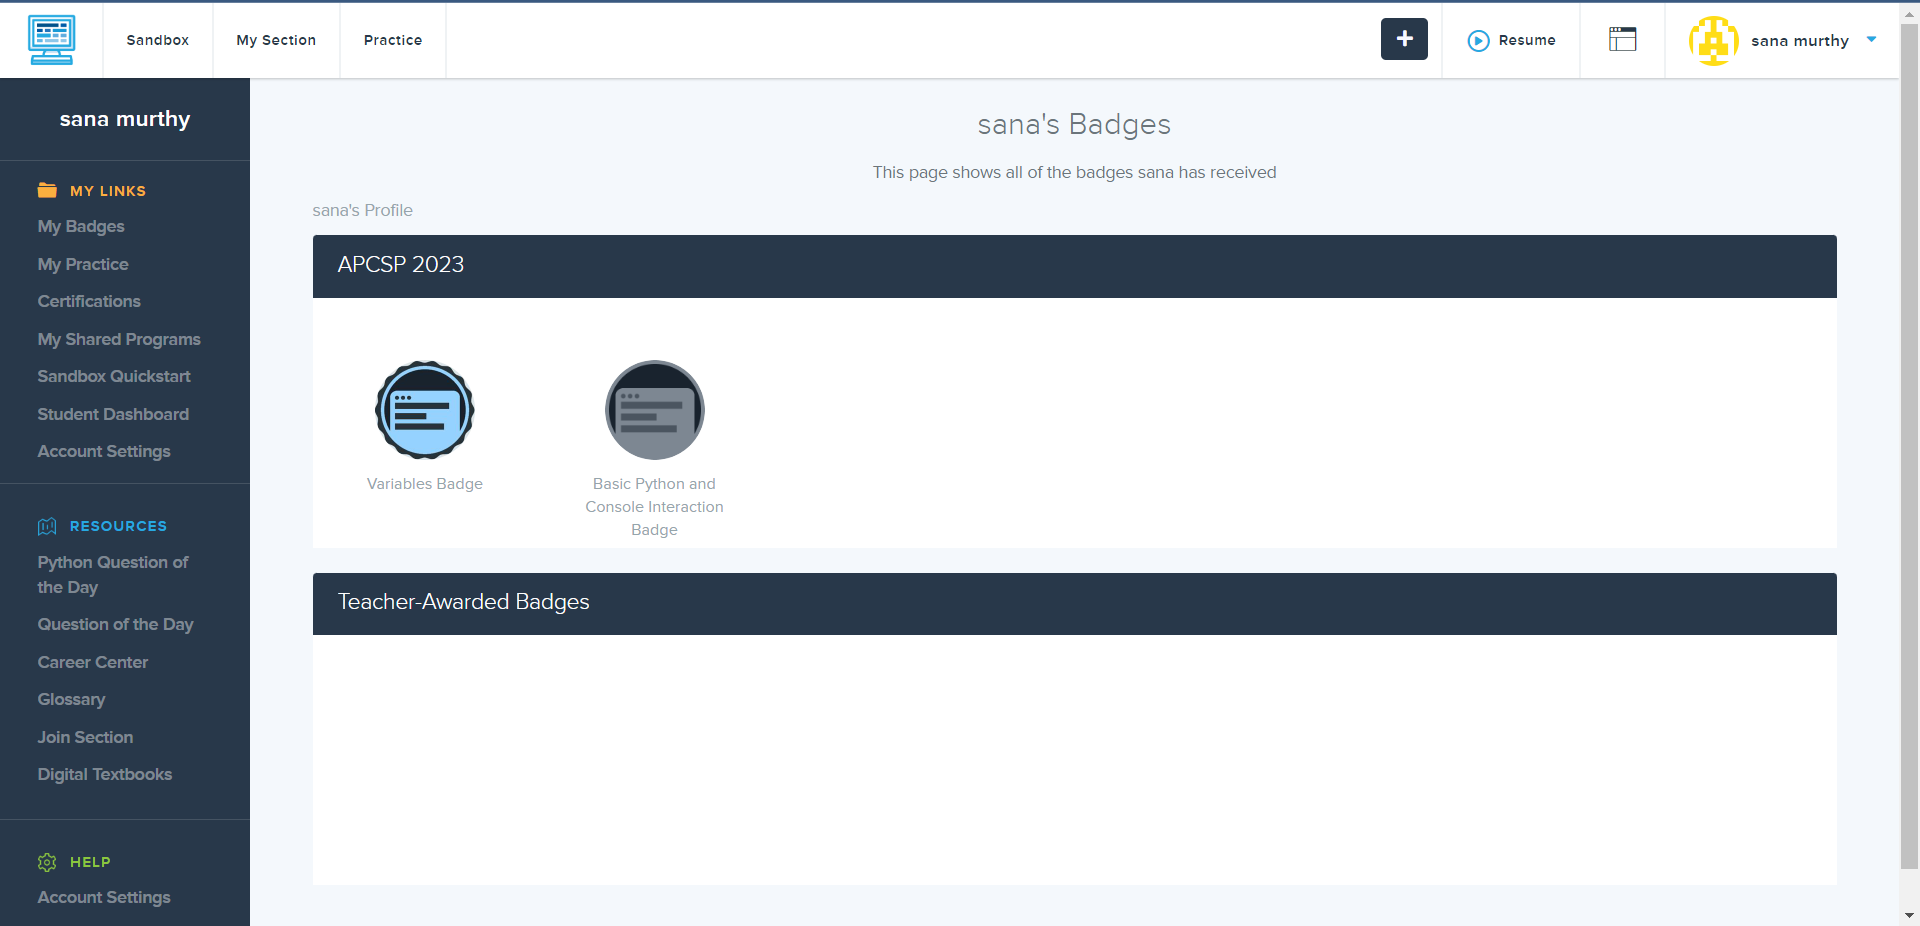 Sandbox
My Section
Practice
Resume
sana murthy
sana murthy
MY LINKS
My Badges
My Practice
Certifications
My Shared Programs
Sandbox Quickstart
Student Dashboard
Account Settings
RESOURCES
Python Question of
the Day
Question of the Day
Career Center
Glossary
Join Section
Digital Textbooks
HELP
Account Settings
sana's Badges
This page shows all of the badges sana has received
sana's Profile
APCSP 2023
Variables Badge
Basic Python and
Console Interaction
Badge
Teacher-Awarded Badges